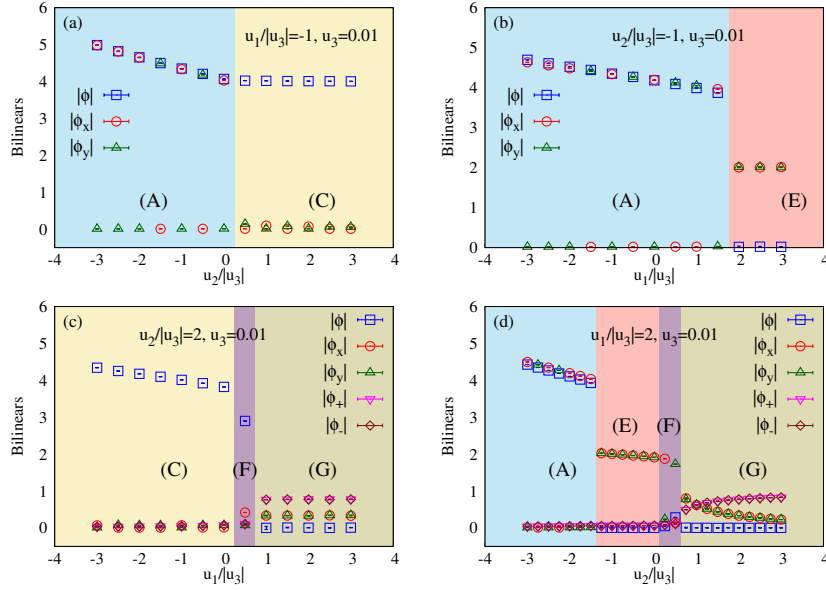 (a)
u₁/|u₃|=-1, u₃=0.01
Bilinears
6
5
4
3
2
1
0
|ϕ|
|ϕₓ|
|ϕ_y|
(A)
(C)
-4 -3 -2 -1 0 1 2 3 4
u₂/|u₃|
(b)
u₂/|u₃|=-1, u₃=0.01
Bilinears
6
5
4
3
2
1
0
|ϕ|
|ϕₓ|
|ϕ_y|
(A)
(E)
-4 -3 -2 -1 0 1 2 3 4
u₁/|u₃|
(c)
u₂/|u₃|=2, u₃=0.01
Bilinears
6
5
4
3
2
1
0
|ϕ|
|ϕₓ|
|ϕ_y|
|ϕ₊|
|ϕ₋|
(C)
(F)
(G)
-4 -3 -2 -1 0 1 2 3 4
u₁/|u₃|
(d)
u₁/|u₃|=2, u₃=0.01
Bilinears
6
5
4
3
2
1
0
|ϕ|
|ϕₓ|
|ϕ_y|
|ϕ₊|
|ϕ₋|
(A)
(E)
(F)
(G)
-4 -3 -2 -1 0 1 2 3 4
u₂/|u₃|